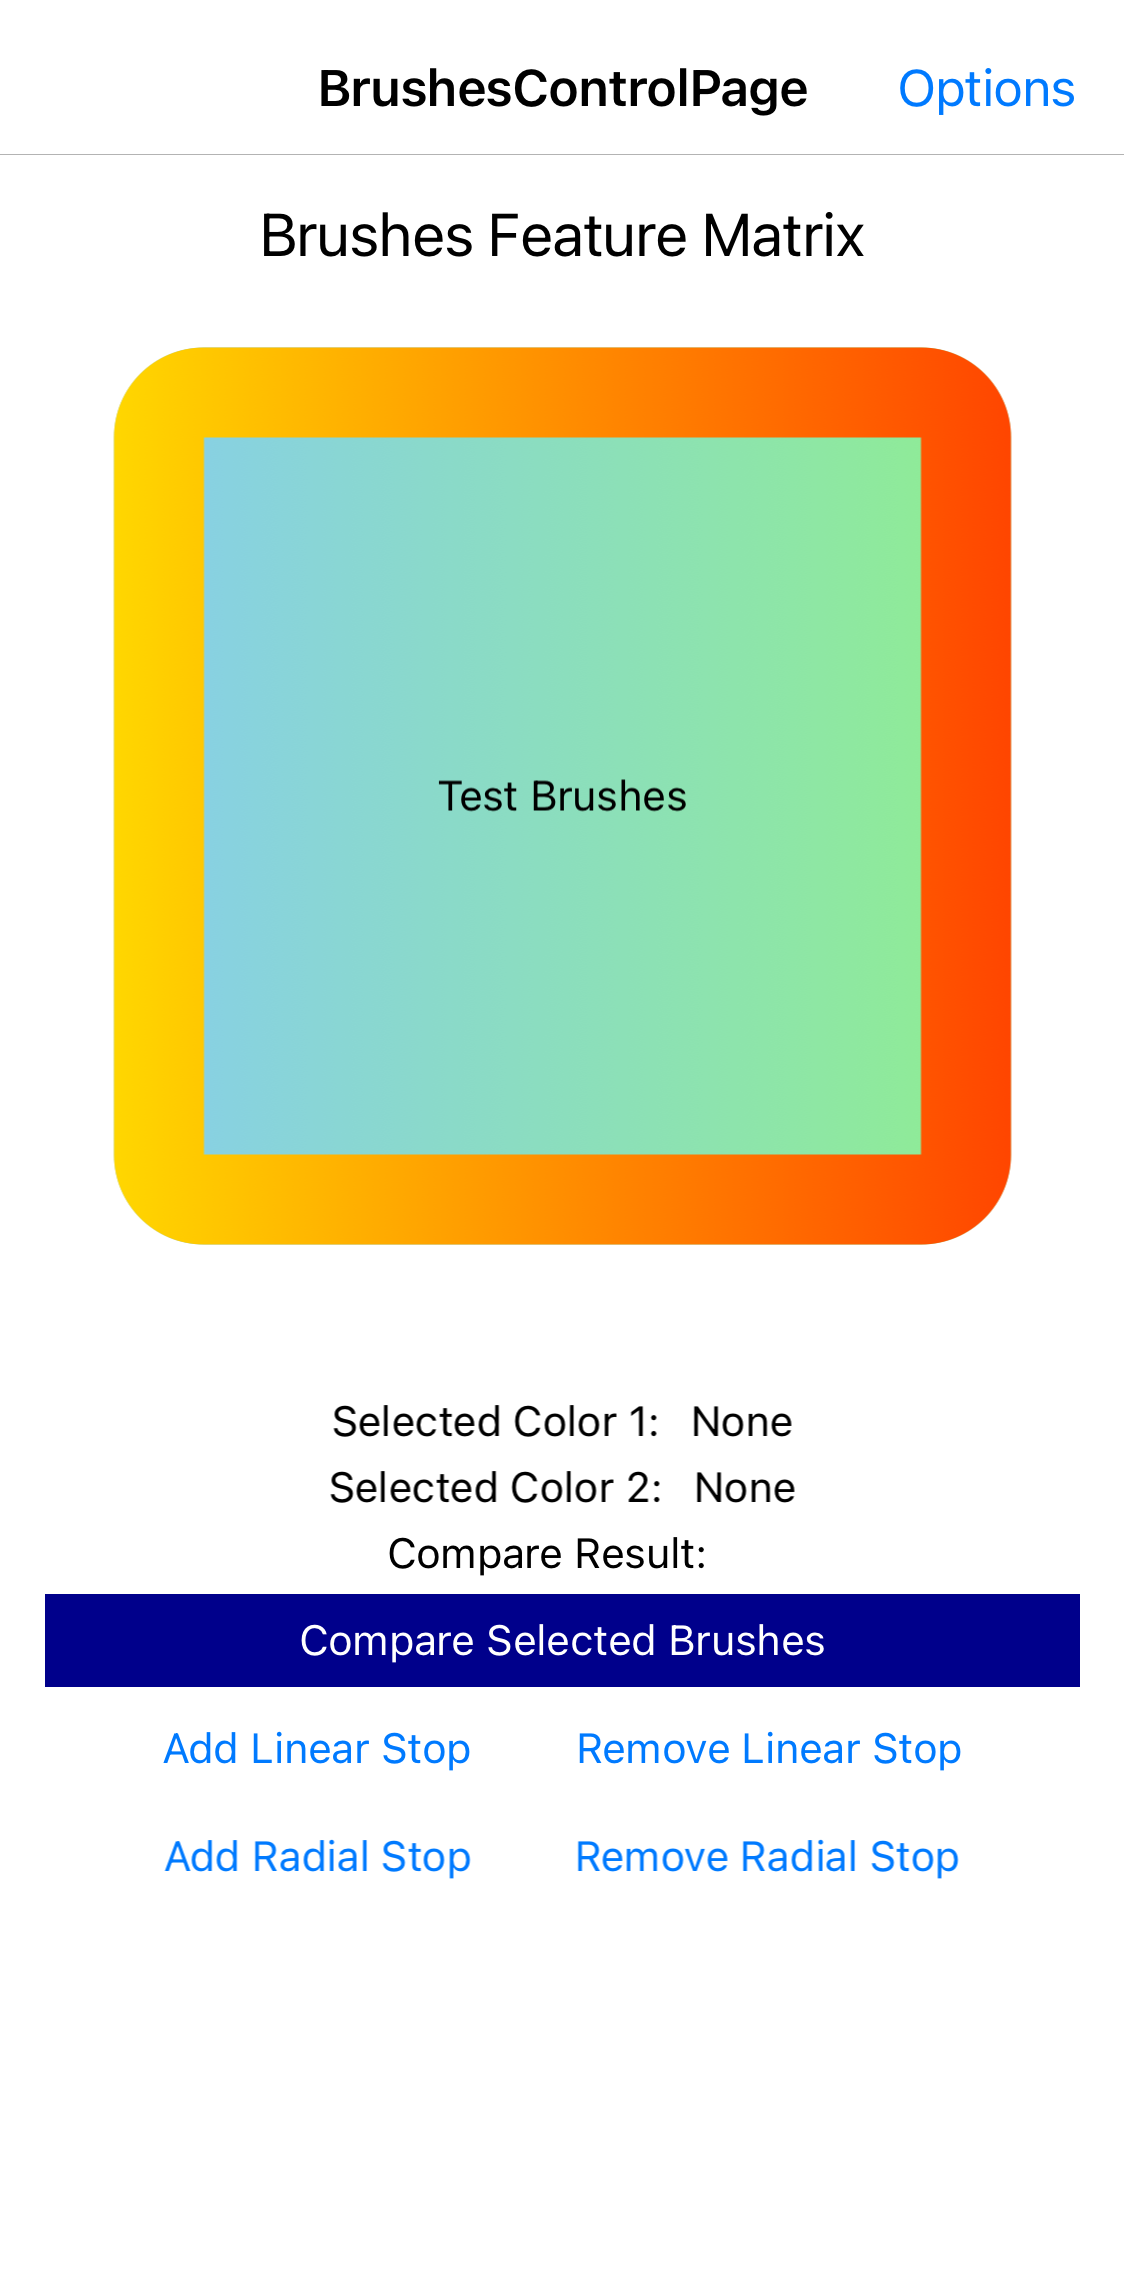 BrushesControlPage Options
Brushes Feature Matrix
Test Brushes
Selected Color 1: None
Selected Color 2: None
Compare Result:
Compare Selected Brushes
Add Linear Stop Remove Linear Stop
Add Radial Stop Remove Radial Stop